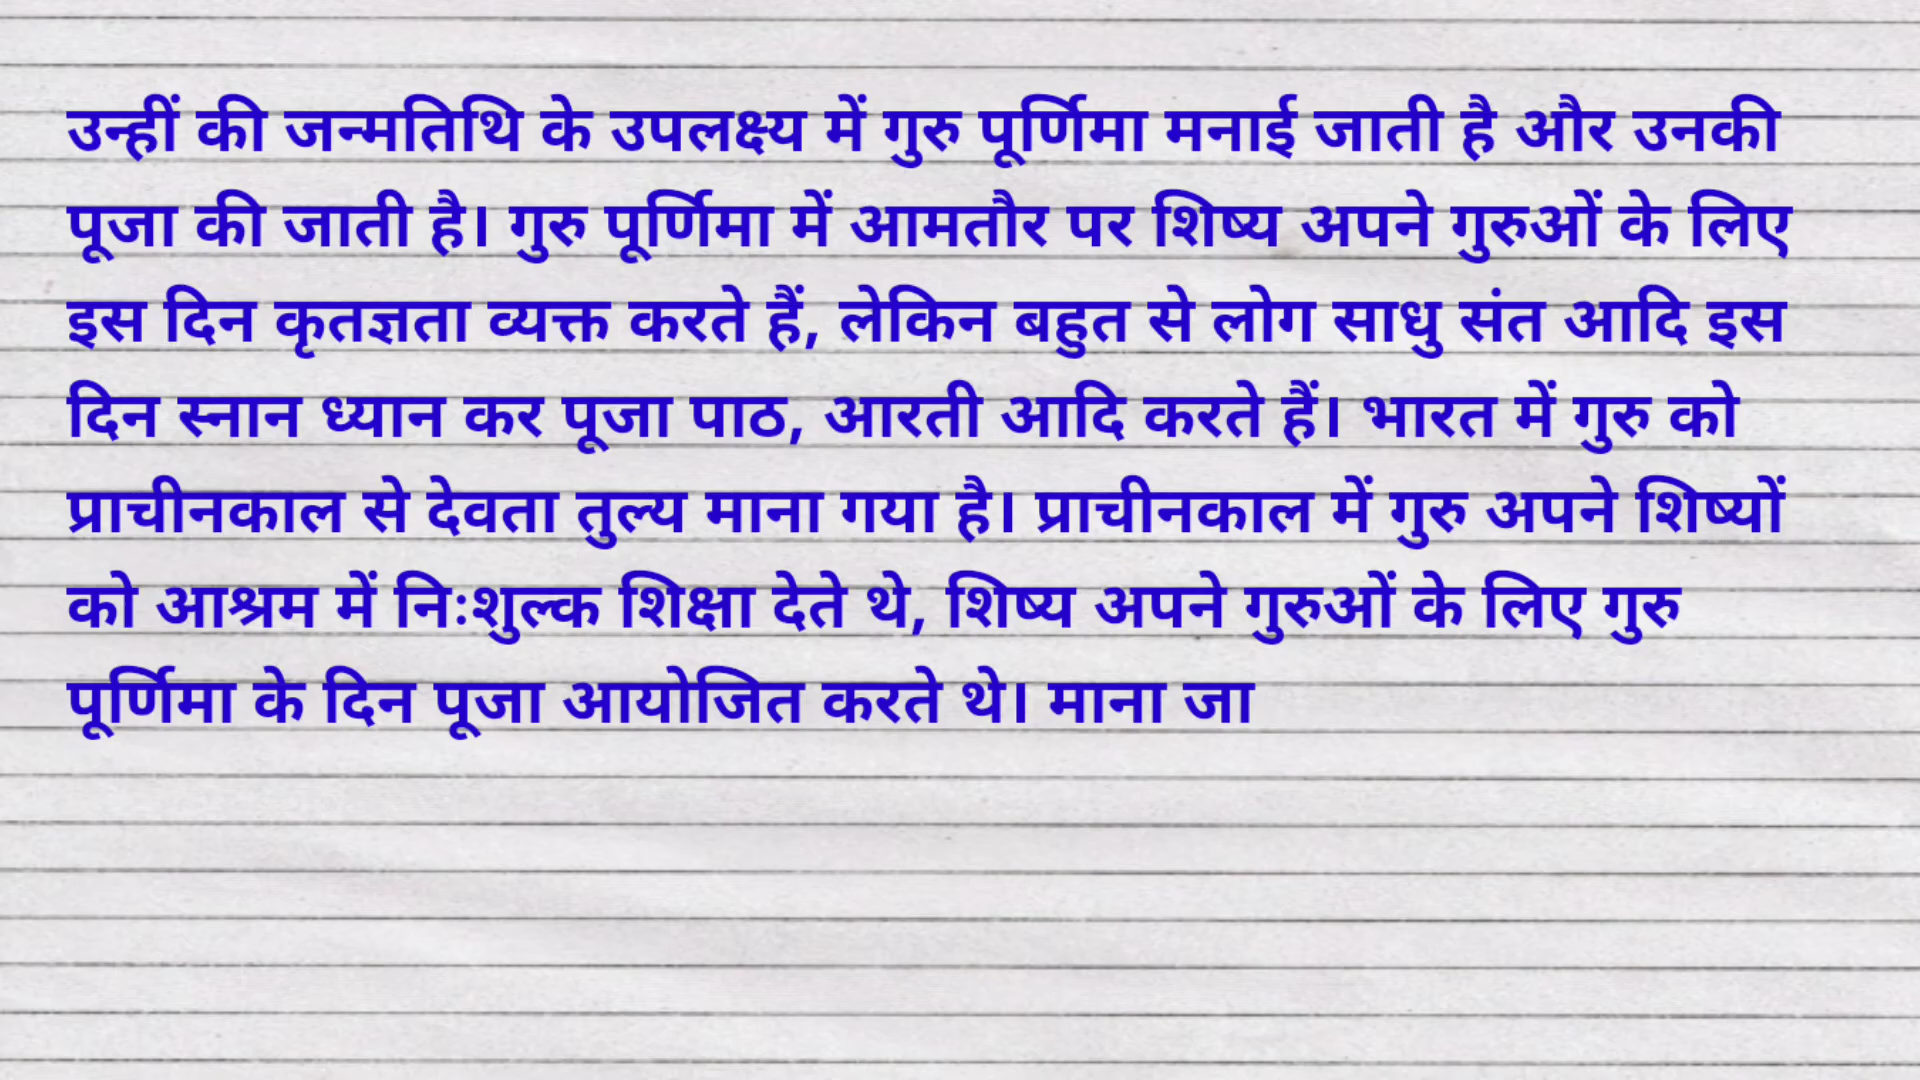 उन्हीं की जन्मतिथि के उपलक्ष्य में गुरु पूर्णिमा मनाई जाती है और उनकी
पूजा की जाती है। गुरु पूर्णिमा में आमतौर पर शिष्य अपने गुरुओं के लिए
इस दिन कृतज्ञता व्यक्त करते हैं, लेकिन बहुत से लोग साधु संत आदि इस
दिन स्नान ध्यान कर पूजा पाठ, आरती आदि करते हैं। भारत में गुरु को
प्राचीनकाल से देवता तुल्य माना गया है। प्राचीनकाल में गुरु अपने शिष्यों
को आश्रम में निःशुल्क शिक्षा देते थे, शिष्य अपने गुरुओं के लिए गुरु
पूर्णिमा के दिन पूजा आयोजित करते थे। माना जा